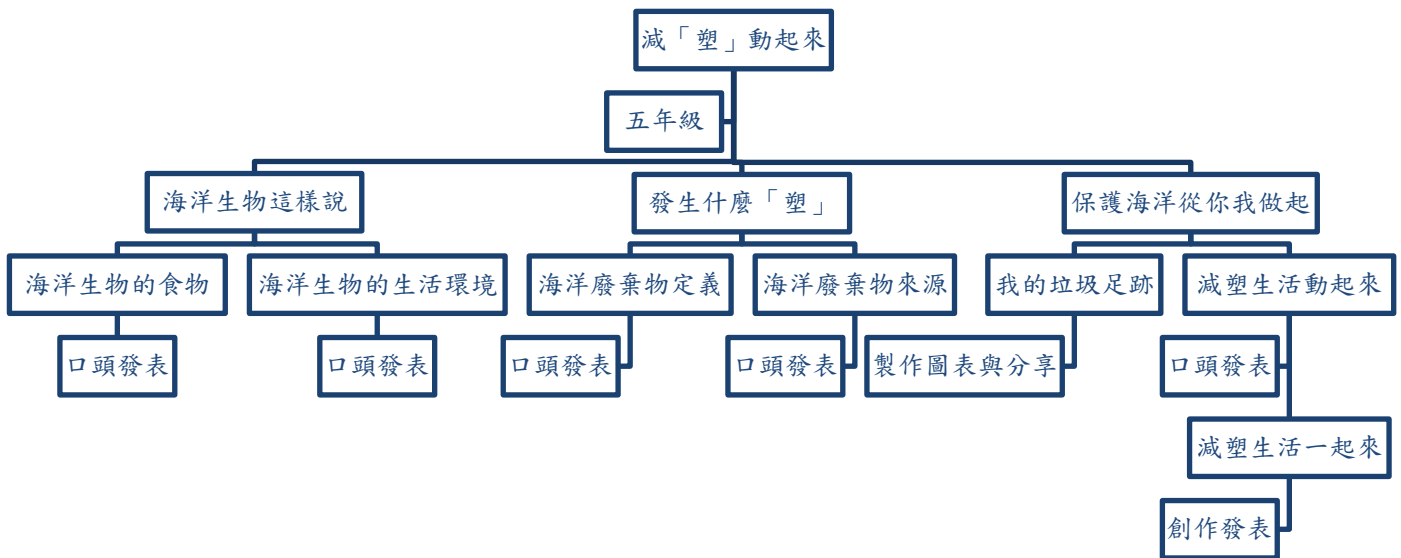 減「塑」動起來
五年級
海洋生物這樣說
發生什麼「塑」
保護海洋從你我做起
海洋生物的食物
海洋生物的生活環境
海洋廢棄物定義
海洋廢棄物來源
我的垃圾足跡
減塑生活動起來
口頭發表
口頭發表
口頭發表
口頭發表
製作圖表與分享
口頭發表
減塑生活一起來
創作發表